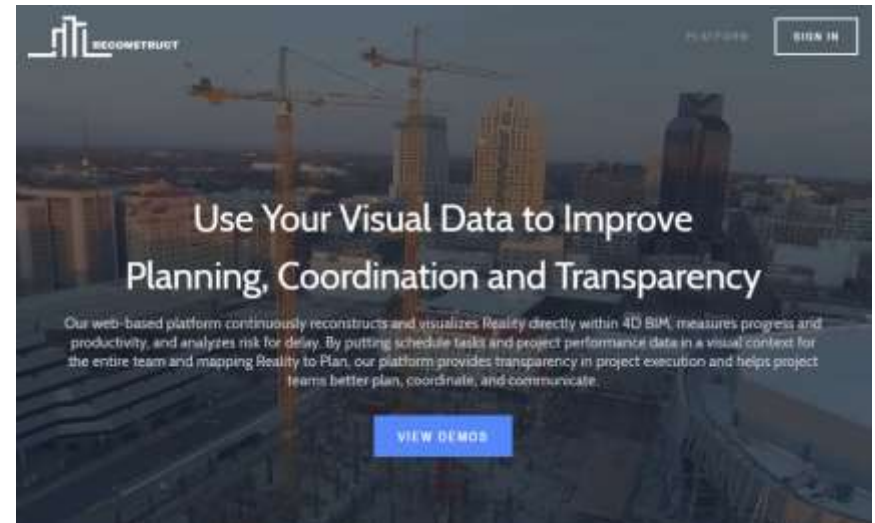 RECONSTRUCT
PLATFORM
SIGN IN
Use Your Visual Data to Improve
Planning, Coordination and Transparency
Our web-based platform continuously reconstructs and visualizes Reality directly within 4D BIM, measures progress and
productivity, and analyzes risk for delay. By putting schedule tasks and project performance data in a visual context for
the entire team and mapping Reality to Plan, our platform provides transparency in project execution and helps project
teams better plan, coordinate, and communicate.
VIEW DEMOS